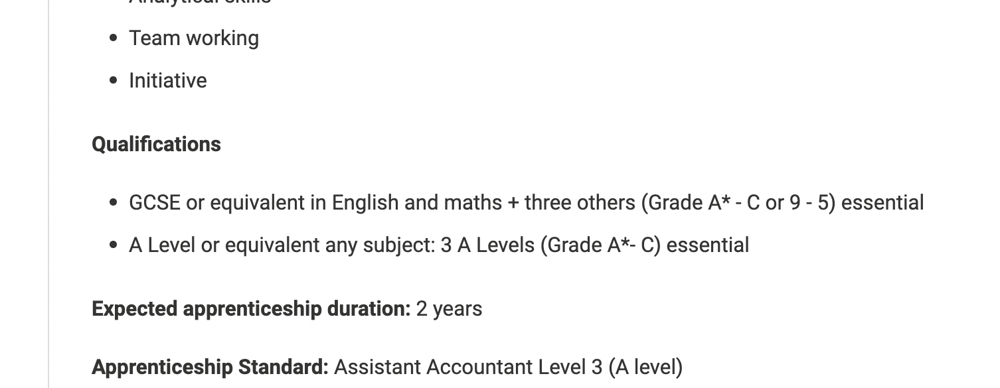 Analytical skills
Team working
Initiative
Qualifications
GCSE or equivalent in English and maths + three others (Grade A* - C or 9 - 5) essential
A Level or equivalent any subject: 3 A Levels (Grade A*- C) essential
Expected apprenticeship duration: 2 years
Apprenticeship Standard: Assistant Accountant Level 3 (A level)